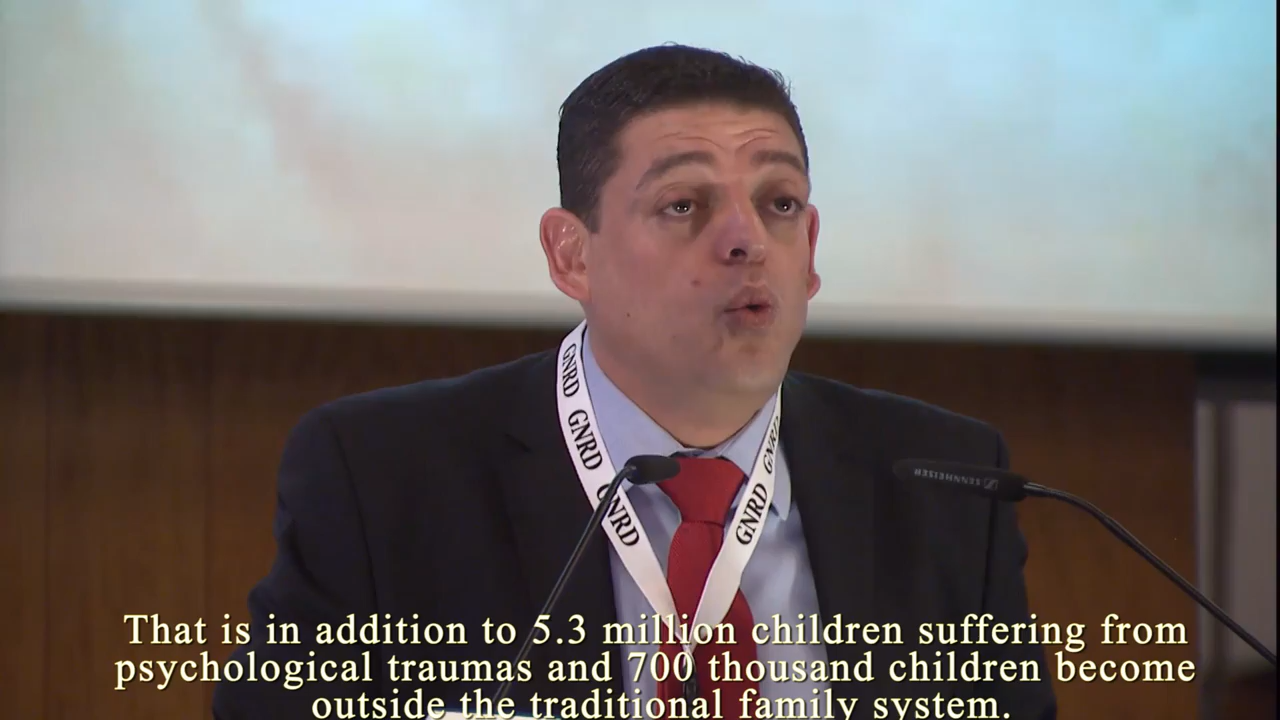 GNRD GNRD GNRD
GNRD GNRD
SENNHEISER
That is in addition to 5.3 million children suffering from
psychological traumas and 700 thousand children become
outside the traditional family system.